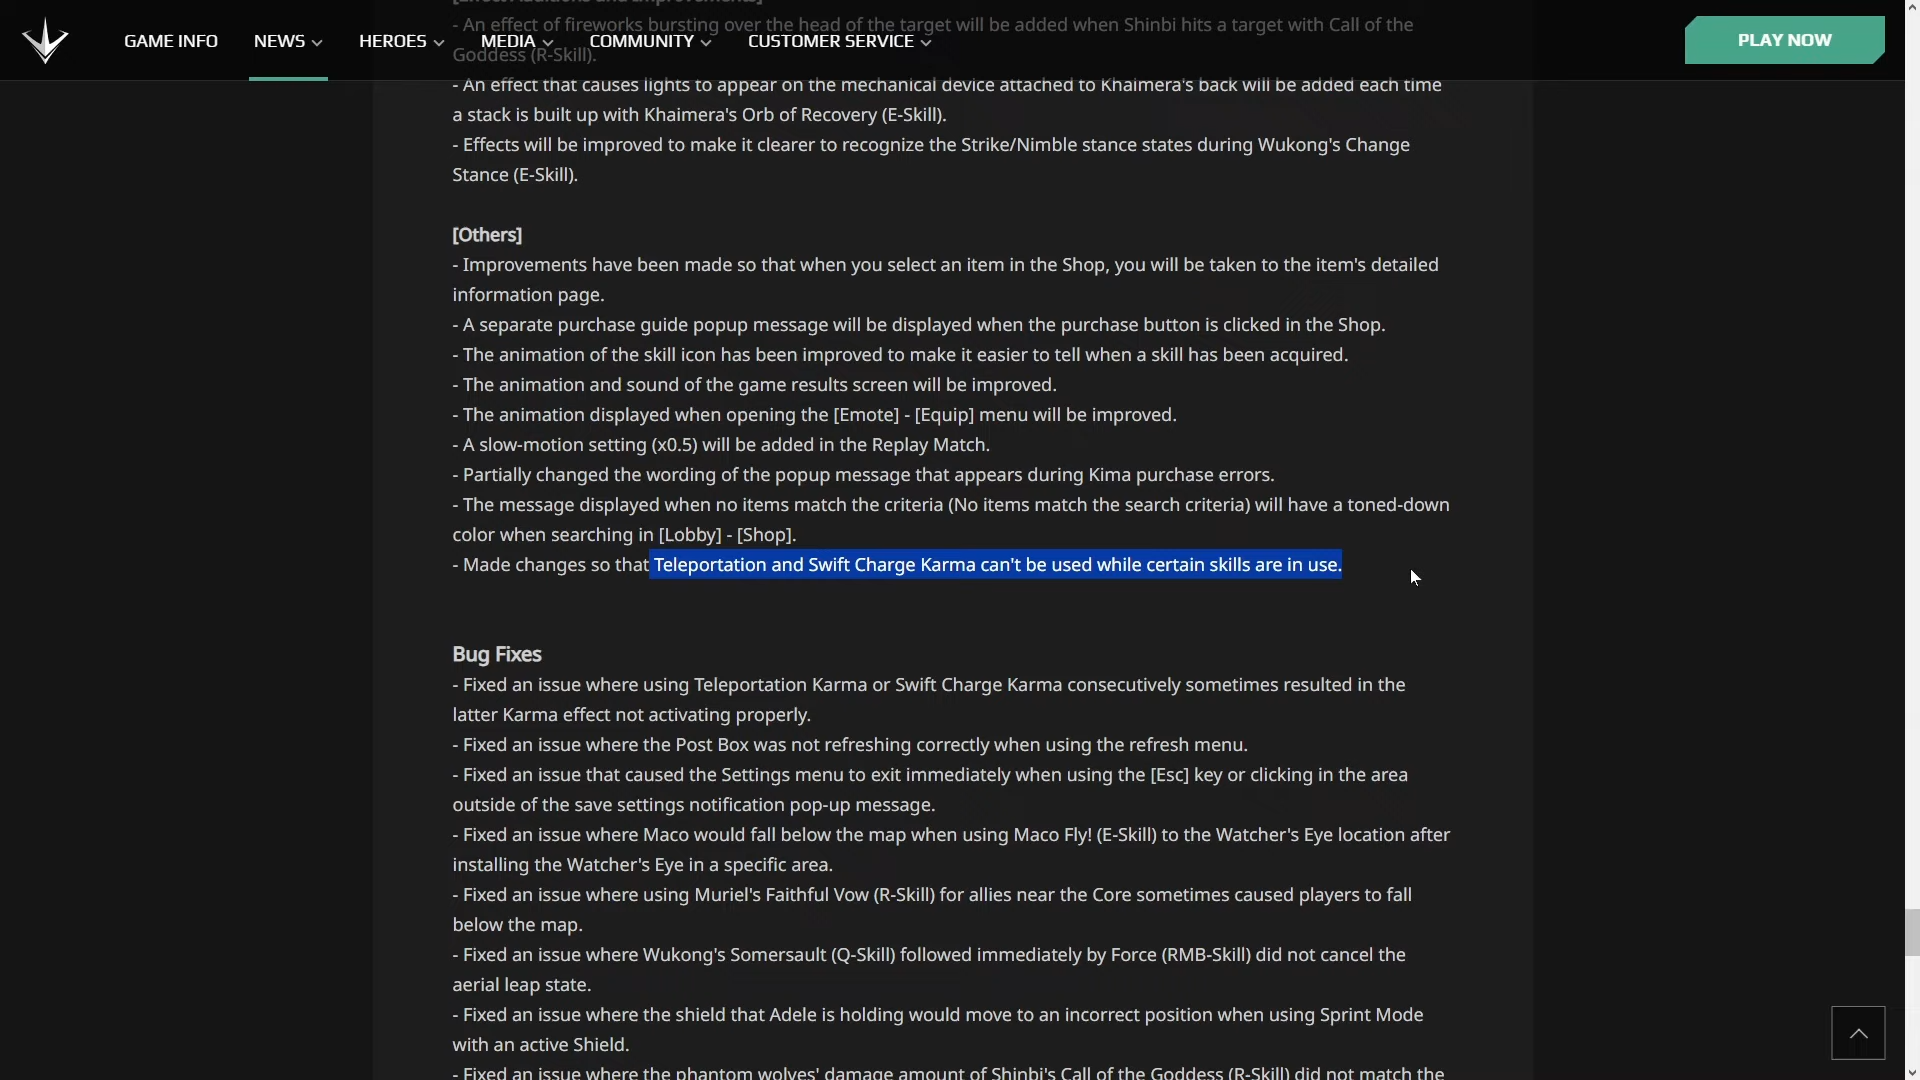 [Effect Additions and Improvements]
- An effect of fireworks bursting over the head of the target will be added when Shinbi hits a target with Call of the
GAME INFO NEWS HEROES MEDIA COMMUNITY CUSTOMER SERVICE PLAY NOW
Goddess (R-Skill).
- An effect that causes lights to appear on the mechanical device attached to Khaimera's back will be added each time
a stack is built up with Khaimera's Orb of Recovery (E-Skill).
- Effects will be improved to make it clearer to recognize the Strike/Nimble stance states during Wukong's Change
Stance (E-Skill).
[Others]
- Improvements have been made so that when you select an item in the Shop, you will be taken to the item's detailed
information page.
- A separate purchase guide popup message will be displayed when the purchase button is clicked in the Shop.
- The animation of the skill icon has been improved to make it easier to tell when a skill has been acquired.
- The animation and sound of the game results screen will be improved.
- The animation displayed when opening the [Emote] - [Equip] menu will be improved.
- A slow-motion setting (x0.5) will be added in the Replay Match.
- Partially changed the wording of the popup message that appears during Kima purchase errors.
- The message displayed when no items match the criteria (No items match the search criteria) will have a toned-down
color when searching in [Lobby] - [Shop].
- Made changes so that Teleportation and Swift Charge Karma can't be used while certain skills are in use.
Bug Fixes
- Fixed an issue where using Teleportation Karma or Swift Charge Karma consecutively sometimes resulted in the
latter Karma effect not activating properly.
- Fixed an issue where the Post Box was not refreshing correctly when using the refresh menu.
- Fixed an issue that caused the Settings menu to exit immediately when using the [Esc] key or clicking in the area
outside of the save settings notification pop-up message.
- Fixed an issue where Maco would fall below the map when using Maco Fly! (E-Skill) to the Watcher's Eye location after
installing the Watcher's Eye in a specific area.
- Fixed an issue where using Muriel's Faithful Vow (R-Skill) for allies near the Core sometimes caused players to fall
below the map.
- Fixed an issue where Wukong's Somersault (Q-Skill) followed immediately by Force (RMB-Skill) did not cancel the
aerial leap state.
- Fixed an issue where the shield that Adele is holding would move to an incorrect position when using Sprint Mode
with an active Shield.
- Fixed an issue where the phantom wolves' damage amount of Shinbi's Call of the Goddess (R-Skill) did not match the